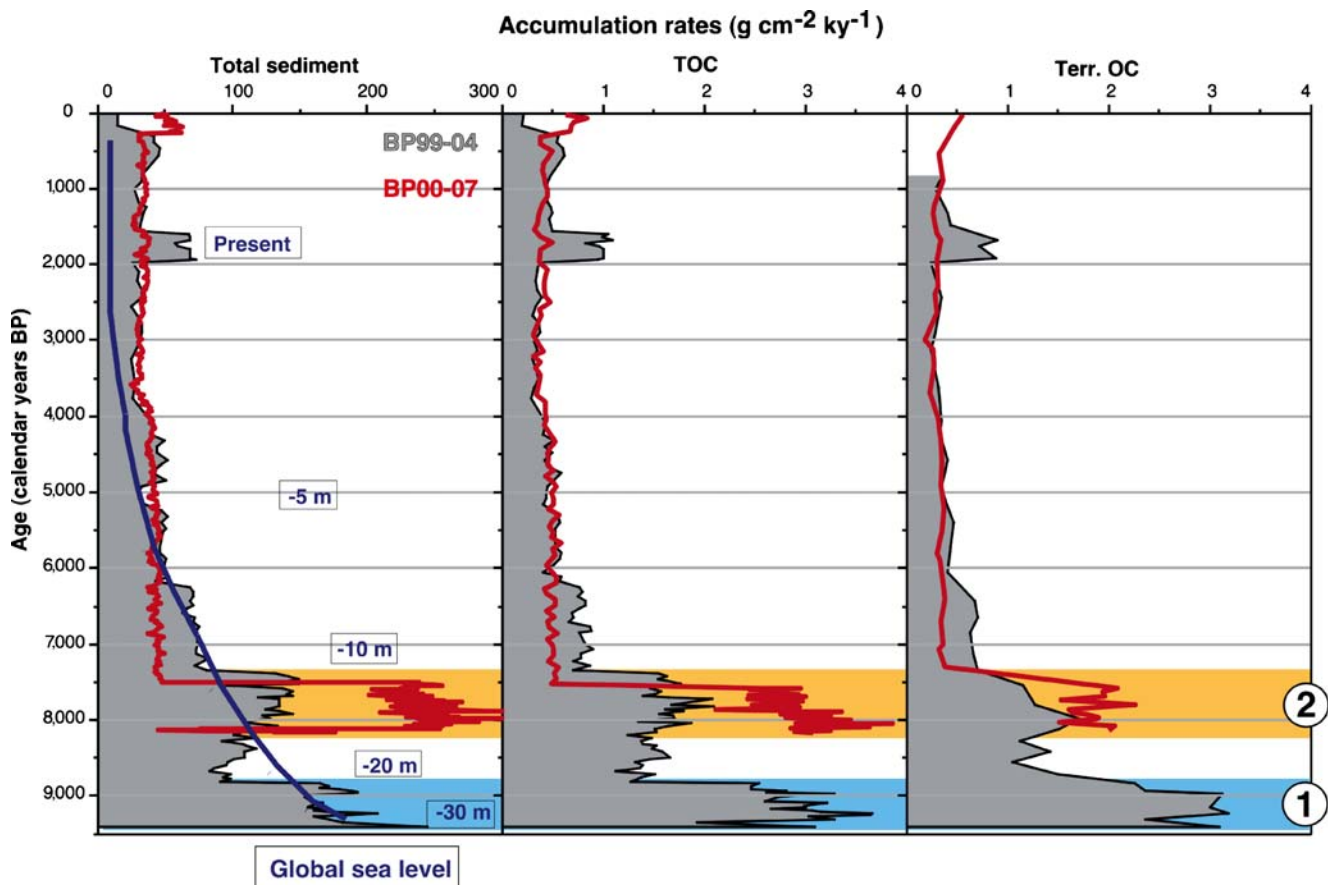 Accumulation rates (g cm-2 ky-1)
Total sediment TOC Terr. OC
0 100 200 300 0 1 2 3 4 0 1 2 3 4
Age (calendar years BP)
0
BP99-04
1,000
BP00-07
Present
2,000
3,000
4,000
5,000
-5 m
6,000
7,000
-10 m
2
8,000
-20 m
9,000
-30 m
1
Global sea level